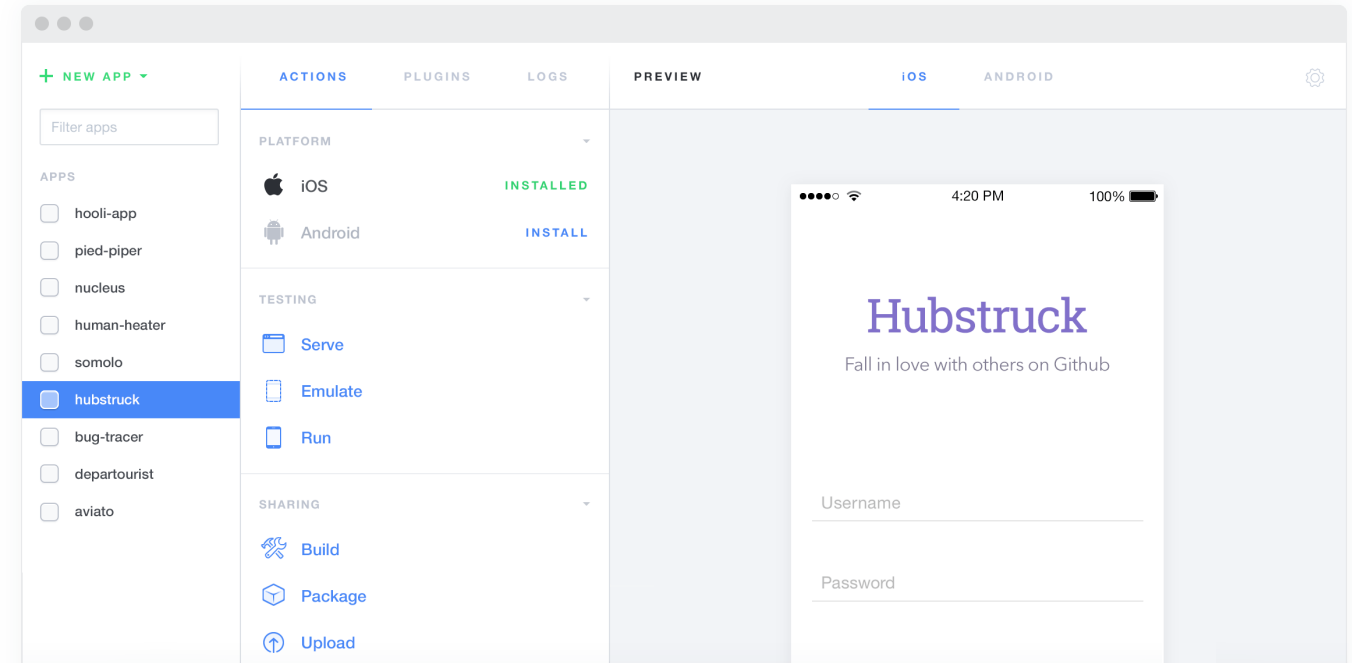 NEW APP
Filter apps
APPS
hooli-app
pied-piper
nucleus
human-heater
somolo
hubstruck
bug-tracer
departourist
aviato
ACTIONS PLUGINS LOGS
PLATFORM
iOS INSTALLED
Android INSTALL
TESTING
Serve
Emulate
Run
SHARING
Build
Package
Upload
PREVIEW iOS ANDROID
4:20 PM 100%
Hubstruck
Fall in love with others on Github
Username
Password